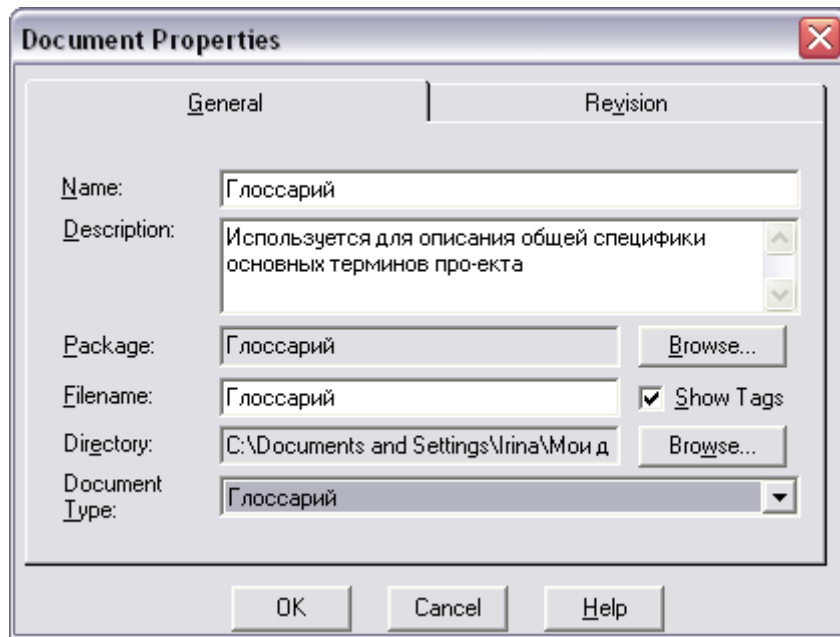 Document Properties
General Revision
Name: Глоссарий
Description: Используется для описания общей специфики
основных терминов про-екта
Package: Глоссарий Browse...
Filename: Глоссарий Show Tags
Directory: C:\Documents and Settings\Irina\Мои д Browse...
Document
Type: Глоссарий
OK Cancel Help